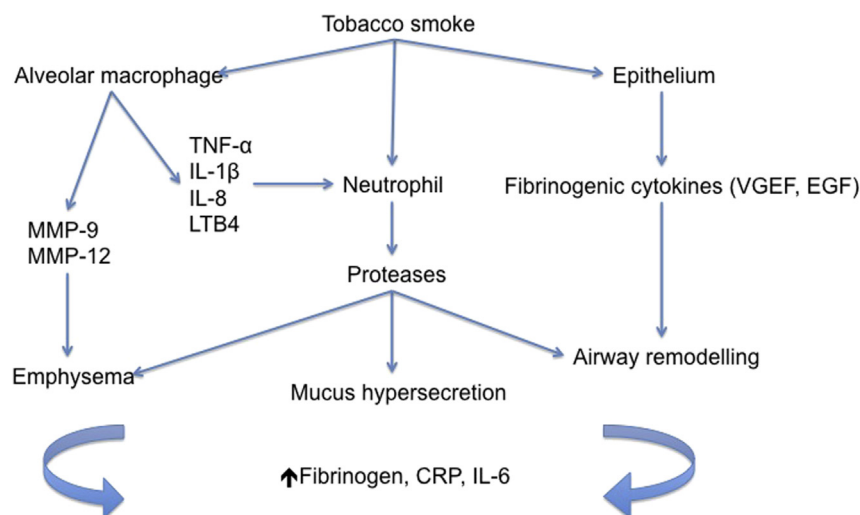 Tobacco smoke
Alveolar macrophage
Epithelium
TNF-α
IL-1β
IL-8
LTB4
Neutrophil
Fibrinogenic cytokines (VGEF, EGF)
MMP-9
MMP-12
Proteases
Emphysema
Mucus hypersecretion
Airway remodelling
Fibrinogen, CRP, IL-6